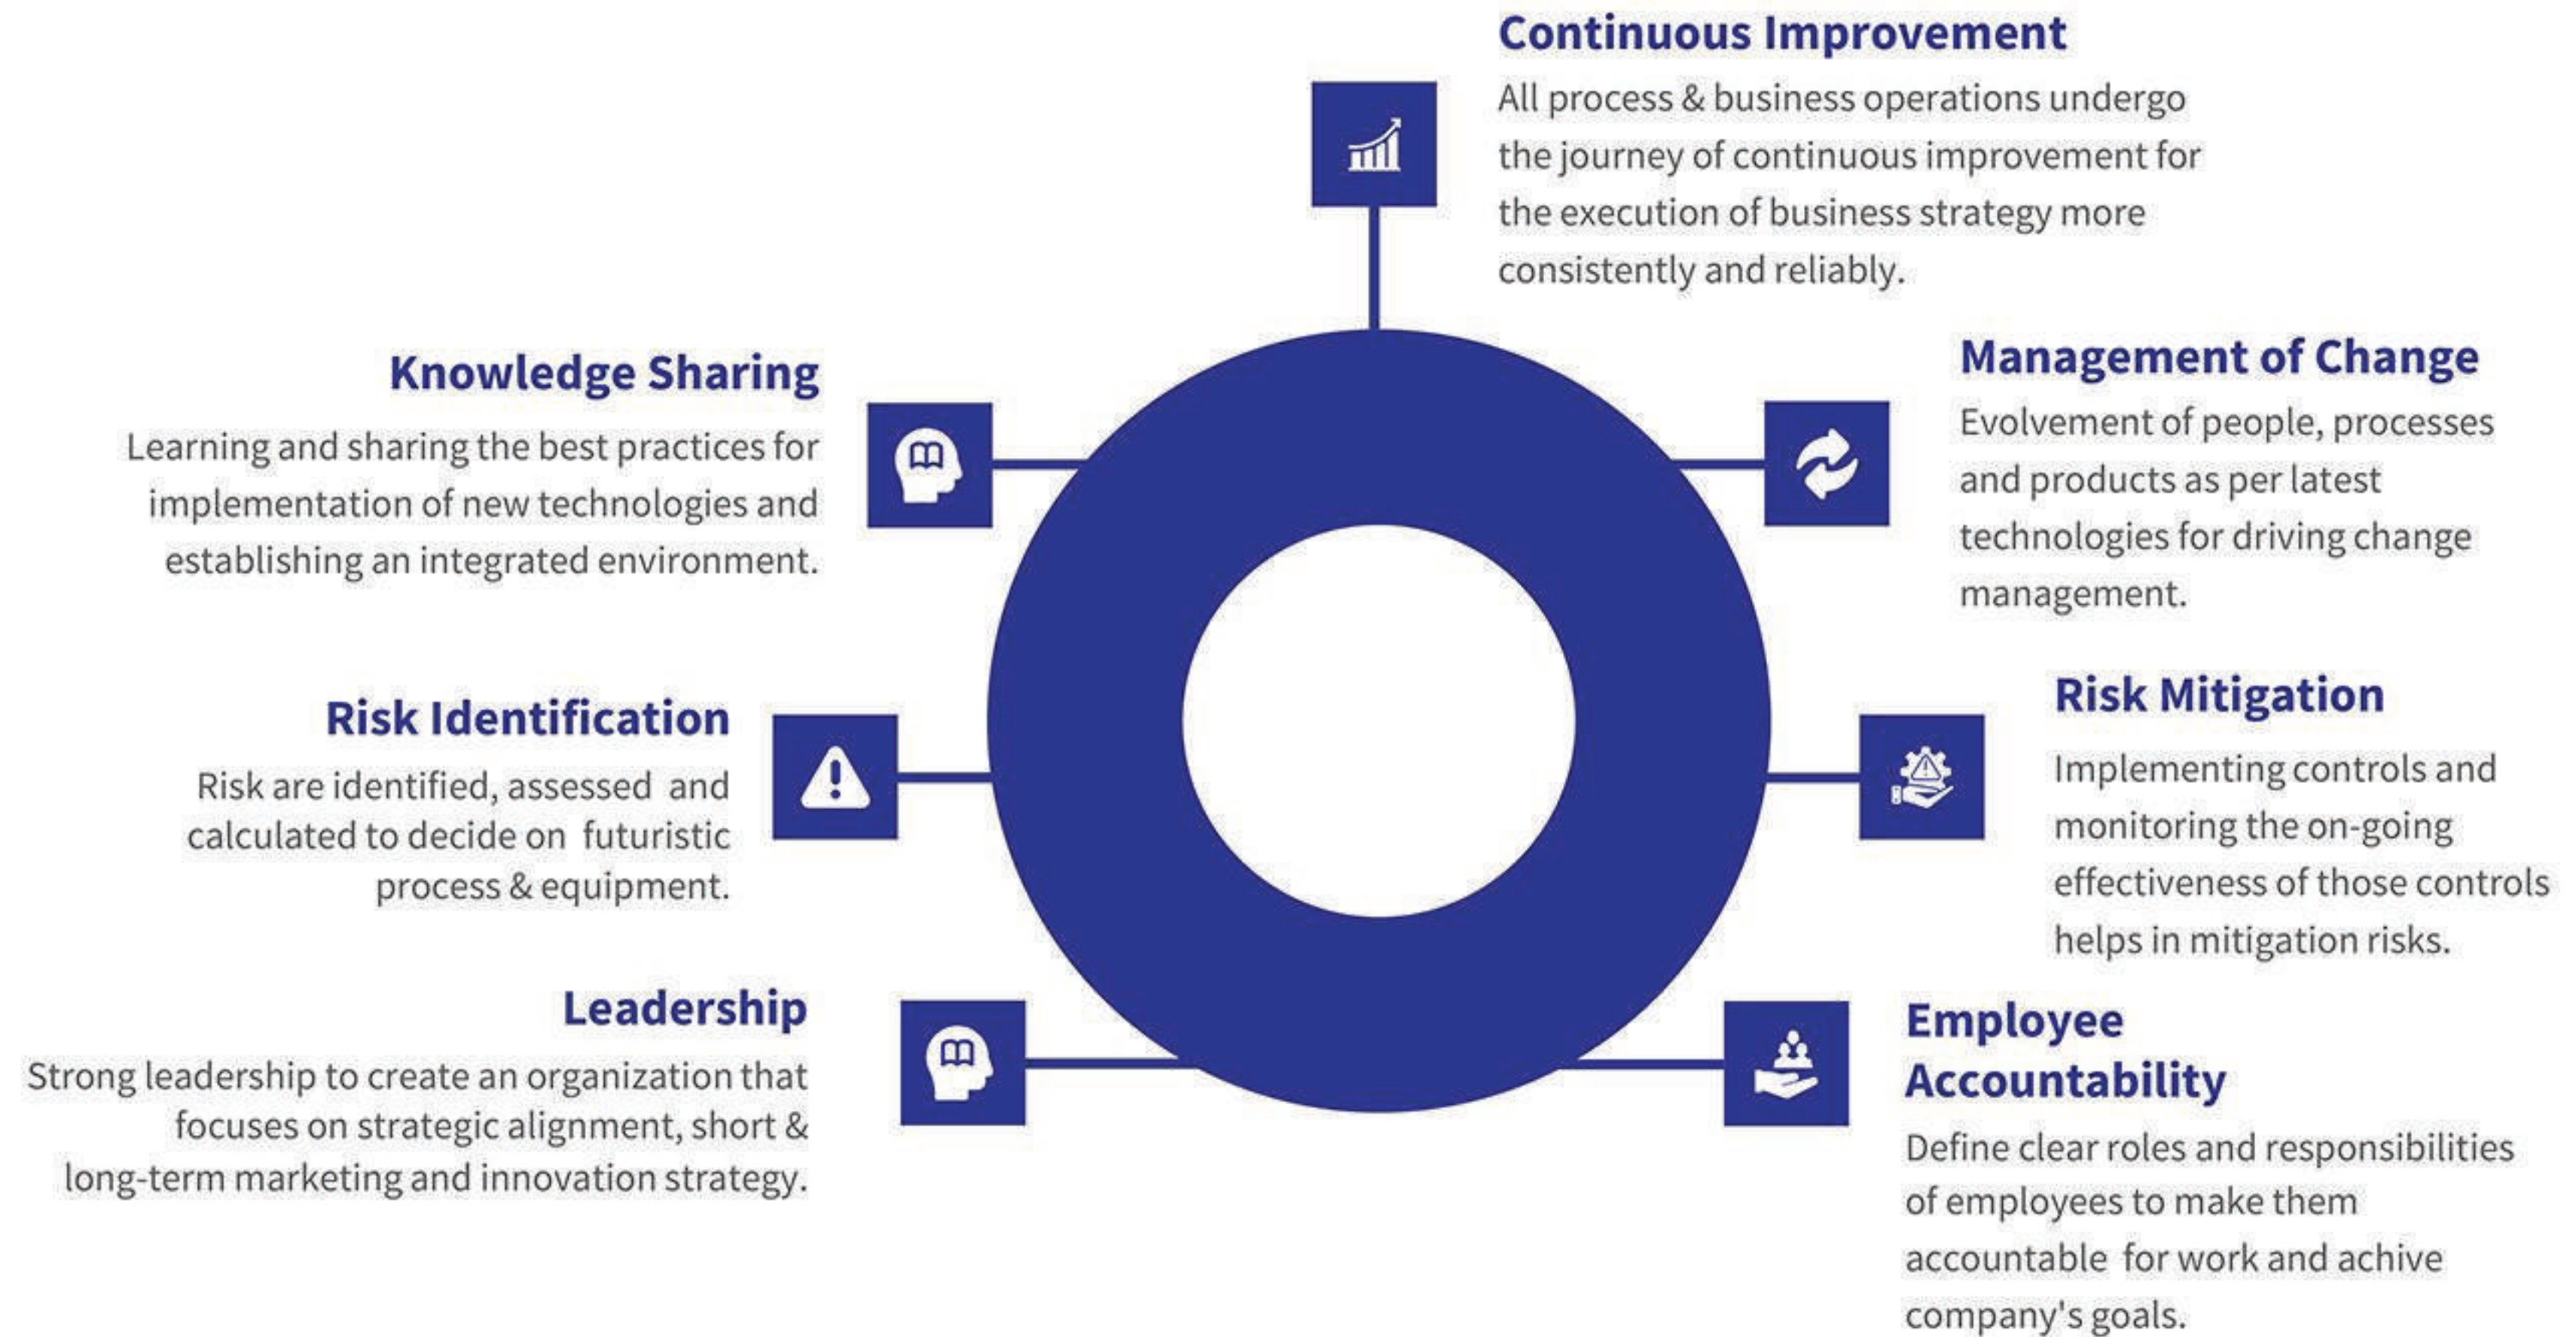 Continuous Improvement
All process & business operations undergo
the journey of continuous improvement for
the execution of business strategy more
consistently and reliably.
Knowledge Sharing
Learning and sharing the best practices for
implementation of new technologies and
establishing an integrated environment.
Management of Change
Evolvement of people, processes
and products as per latest
technologies for driving change
management.
Risk Identification
Risk are identified, assessed and
calculated to decide on futuristic
process & equipment.
Risk Mitigation
Implementing controls and
monitoring the on-going
effectiveness of those controls
helps in mitigation risks.
Leadership
Strong leadership to create an organization that
focuses on strategic alignment, short &
long-term marketing and innovation strategy.
Employee
Accountability
Define clear roles and responsibilities
of employees to make them
accountable for work and achive
company's goals.